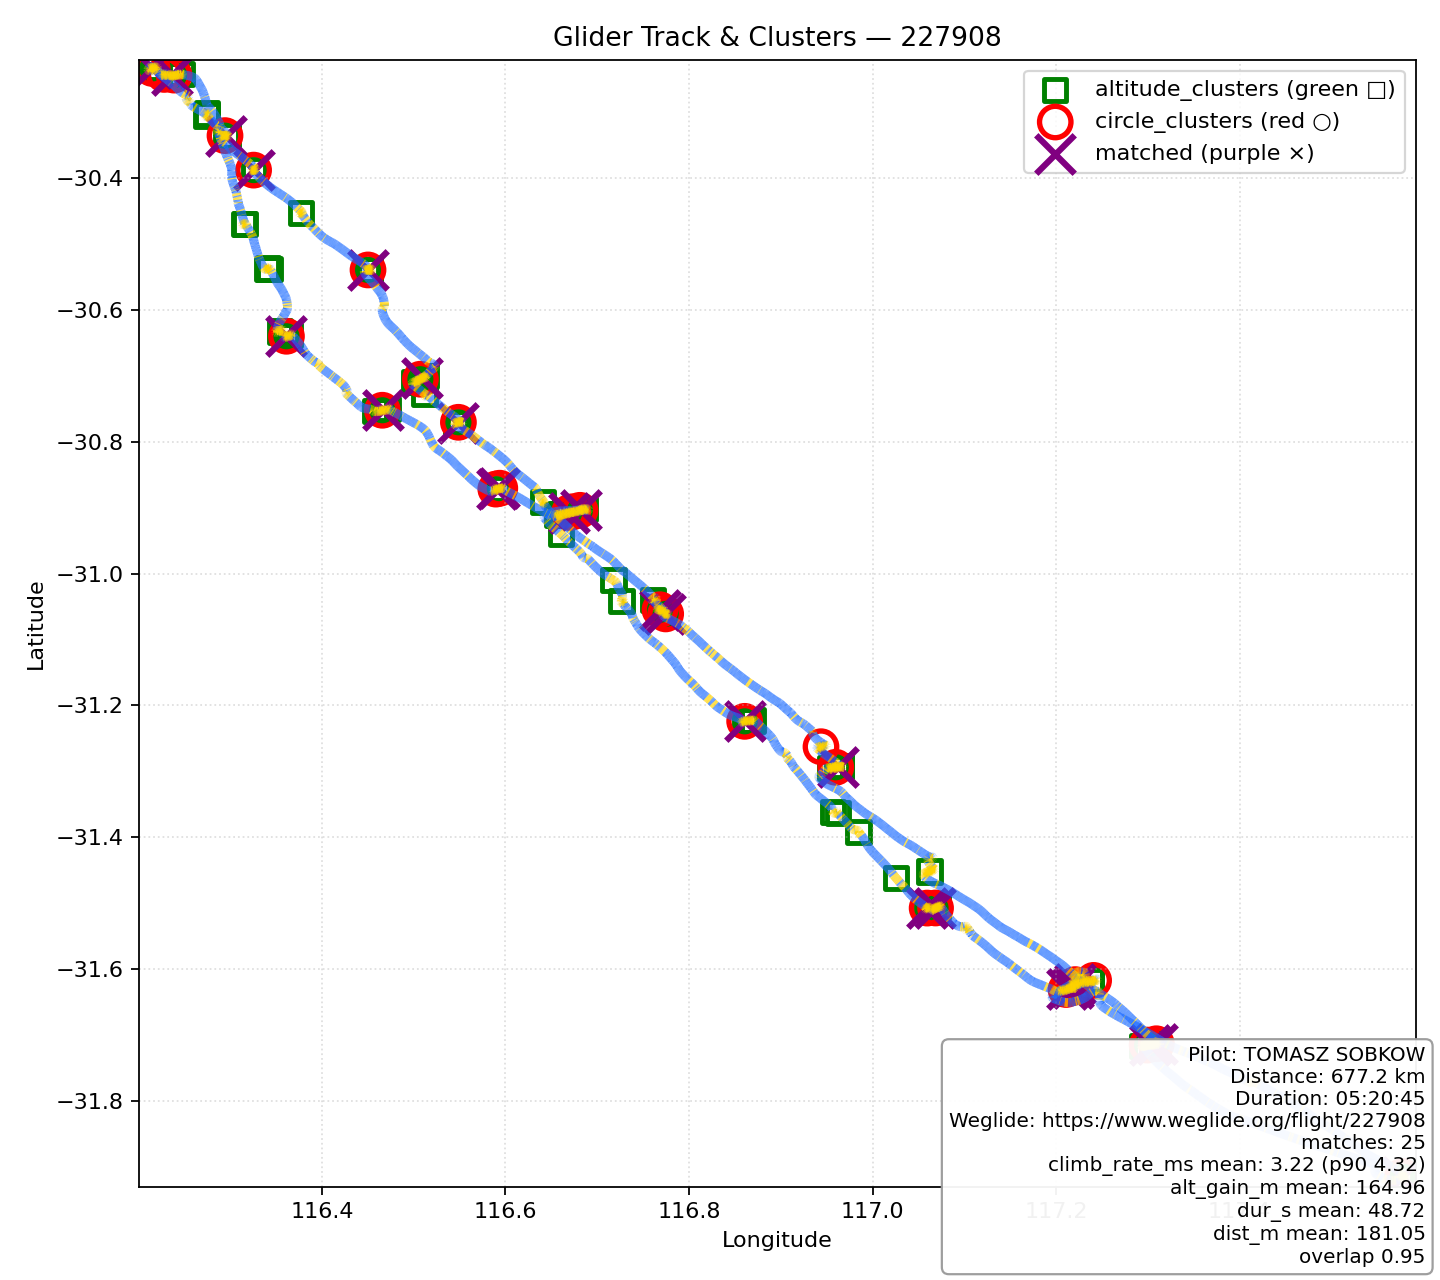 Glider Track & Clusters — 227908
altitude_clusters (green □)
circle_clusters (red ○)
matched (purple ×)
−30.4
−30.6
−30.8
−31.0
−31.2
−31.4
−31.6
−31.8
Latitude
116.4
116.6
116.8
117.0
117.2
Longitude
Pilot: TOMASZ SOBKOW
Distance: 677.2 km
Duration: 05:20:45
Weglide: https://www.weglide.org/flight/227908
matches: 25
climb_rate_ms mean: 3.22 (p90 4.32)
alt_gain_m mean: 164.96
dur_s mean: 48.72
dist_m mean: 181.05
overlap 0.95